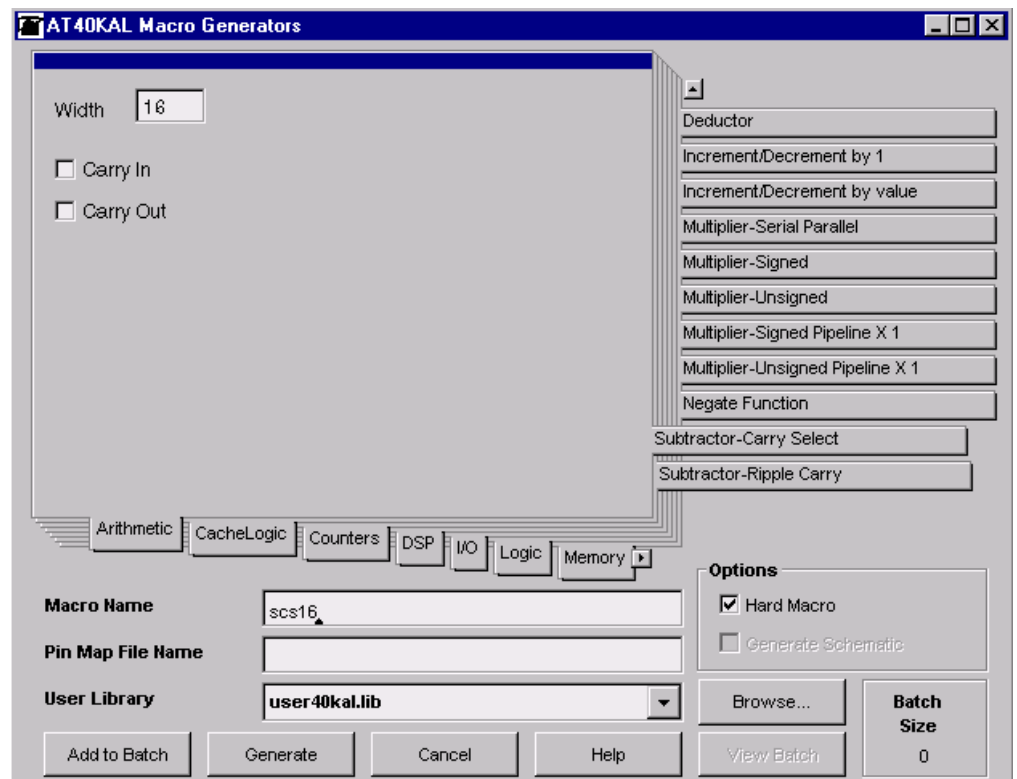 AT40KAL Macro Generators
Width 16
Carry In
Carry Out
Deductor
Increment/Decrement by 1
Increment/Decrement by value
Multiplier-Serial Parallel
Multiplier-Signed
Multiplier-Unsigned
Multiplier-Signed Pipeline X 1
Multiplier-Unsigned Pipeline X 1
Negate Function
Subtractor-Carry Select
Subtractor-Ripple Carry
Arithmetic CacheLogic Counters DSP I/O Logic Memory
Macro Name scs16
Pin Map File Name
User Library user40kal.lib
Options
Hard Macro
Generate Schematic
Browse...
View Batch
Batch
Size
0
Add to Batch Generate Cancel Help